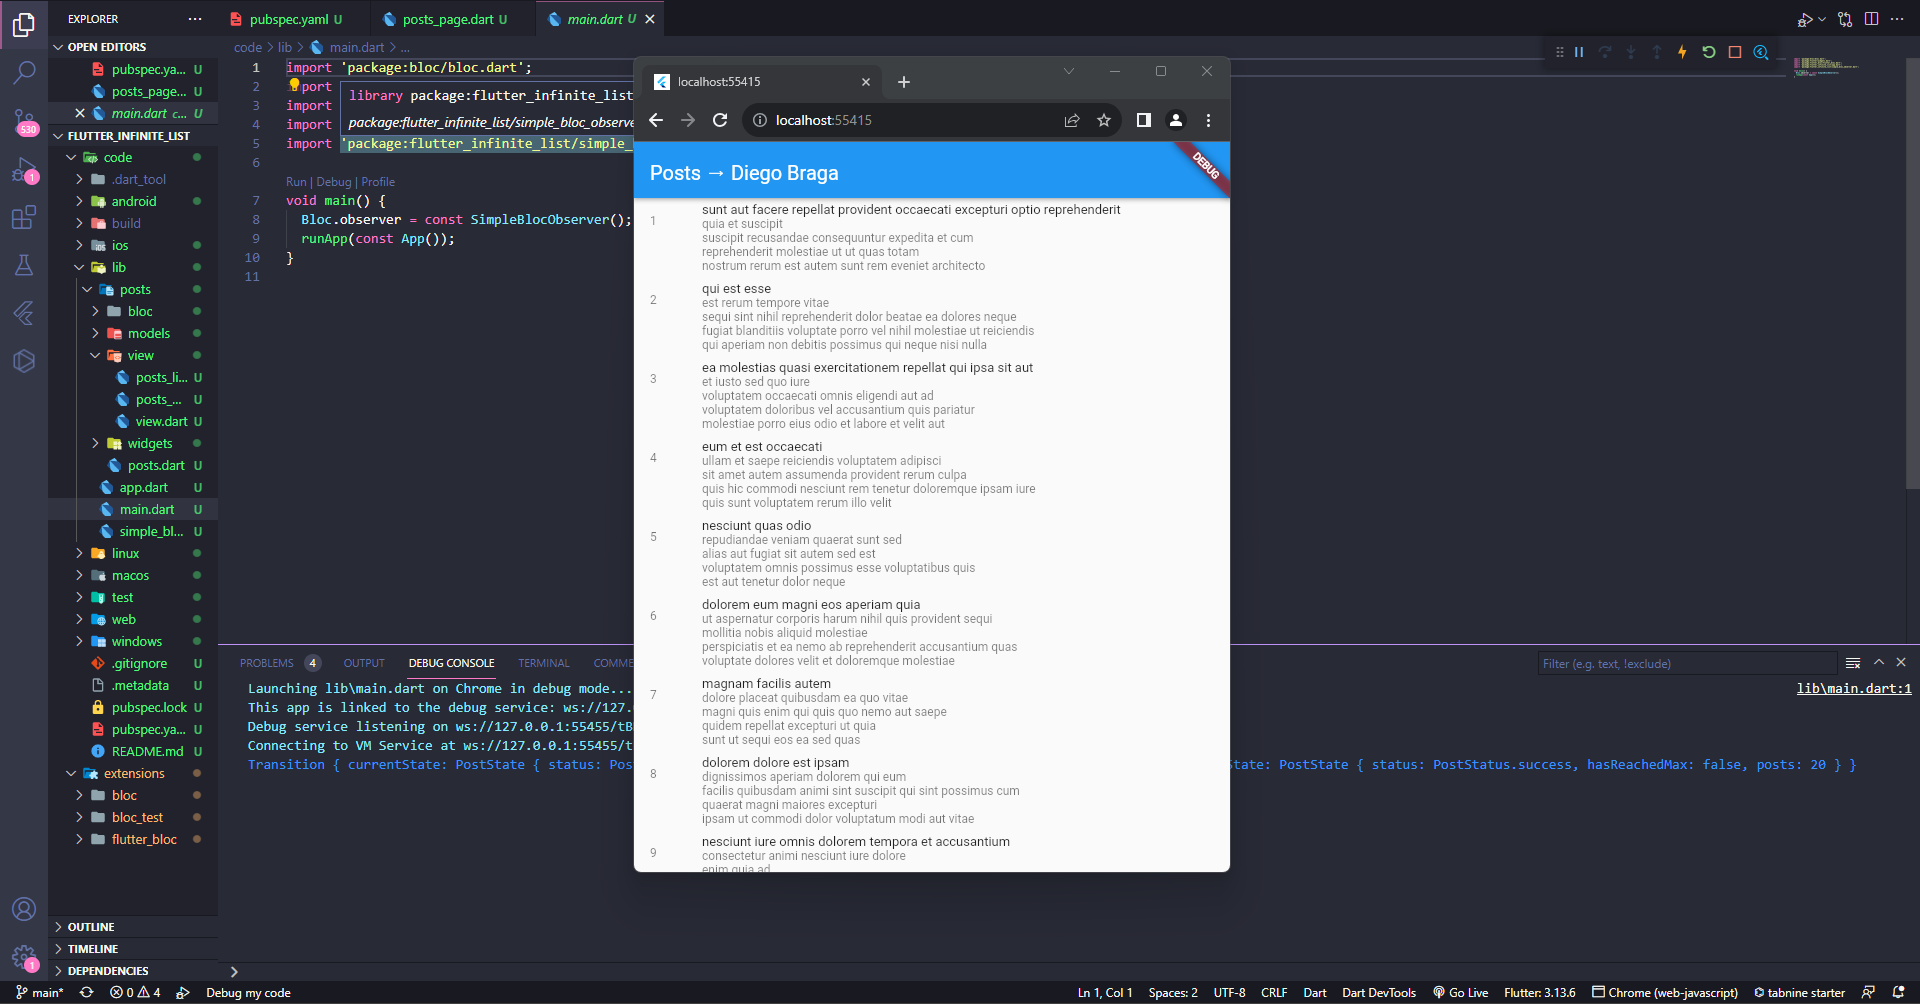 EXPLORER
OPEN EDITORS
pubspec.ya... U
posts_page... U
main.dart c... U
FLUTTER_INFINITE_LIST
code
.dart_tool
android
build
ios
lib
posts
bloc
models
view
posts_li... U
posts_... U
view.dart U
widgets
posts.dart U
app.dart U
main.dart U
simple_bl... U
linux
macos
test
web
windows
.gitignore U
.metadata U
pubspec.lock U
pubspec.ya... U
README.md U
extensions
bloc
bloc_test
flutter_bloc
OUTLINE
TIMELINE
DEPENDENCIES
530
1
1
pubspec.yaml U
posts_page.dart U
main.dart U
code > lib > main.dart > ...
1 import 'package:bloc/bloc.dart';
2 port
3 import
4 import
5 import 'package:flutter_infinite_list/simple_
6
library package:flutter_infinite_list
package:flutter_infinite_list/simple_bloc_observe
Run | Debug | Profile
7 void main() {
8 Bloc.observer = const SimpleBlocObserver();
9 runApp(const App());
10 }
11
localhost:55415
localhost:55415
Posts → Diego Braga
DEBUG
1
sunt aut facere repellat provident occaecati excepturi optio reprehenderit
quia et suscipit
suscipit recusandae consequuntur expedita et cum
reprehenderit molestiae ut ut quas totam
nostrum rerum est autem sunt rem eveniet architecto
2
qui est esse
est rerum tempore vitae
sequi sint nihil reprehenderit dolor beatae ea dolores neque
fugiat blanditiis voluptate porro vel nihil molestiae ut reiciendis
qui aperiam non debitis possimus qui neque nisi nulla
3
ea molestias quasi exercitationem repellat qui ipsa sit aut
et iusto sed quo iure
voluptatem occaecati omnis eligendi aut ad
voluptatem doloribus vel accusantium quis pariatur
molestiae porro eius odio et labore et velit aut
4
eum et est occaecati
ullam et saepe reiciendis voluptatem adipisci
sit amet autem assumenda provident rerum culpa
quis hic commodi nesciunt rem tenetur doloremque ipsam iure
quis sunt voluptatem rerum illo velit
5
nesciunt quas odio
repudiandae veniam quaerat sunt sed
alias aut fugiat sit autem sed est
voluptatem omnis possimus esse voluptatibus quis
est aut tenetur dolor neque
6
dolorem eum magni eos aperiam quia
ut aspernatur corporis harum nihil quis provident sequi
mollitia nobis aliquid molestiae
perspiciatis et ea nemo ab reprehenderit accusantium quas
voluptate dolores velit et doloremque molestiae
7
magnam facilis autem
dolore placeat quibusdam ea quo vitae
magni quis enim qui quis quo nemo aut saepe
quidem repellat excepturi ut quia
sunt ut sequi eos ea sed quas
8
dolorem dolore est ipsam
dignissimos aperiam dolorem qui eum
facilis quibusdam animi sint suscipit qui sint possimus cum
quaerat magni maiores excepturi
ipsam ut commodi dolor voluptatum modi aut vitae
9
nesciunt iure omnis dolorem tempora et accusantium
consectetur animi nesciunt iure dolore
enim quia ad
PROBLEMS 4 OUTPUT DEBUG CONSOLE TERMINAL COMME
Filter (e.g. text, !exclude)
lib\main.dart:1
Launching lib\main.dart on Chrome in debug mode...
This app is linked to the debug service: ws://127.
Debug service listening on ws://127.0.0.1:55455/tB
Connecting to VM Service at ws://127.0.0.1:55455/t
Transition { currentState: PostState { status: Pos tate: PostState { status: PostStatus.success, hasReachedMax: false, posts: 20 } }
main* 0 4 Debug my code Ln 1, Col 1 Spaces: 2 UTF-8 CRLF Dart Dart DevTools Go Live Flutter: 3.13.6 Chrome (web-javascript) tabnine starter